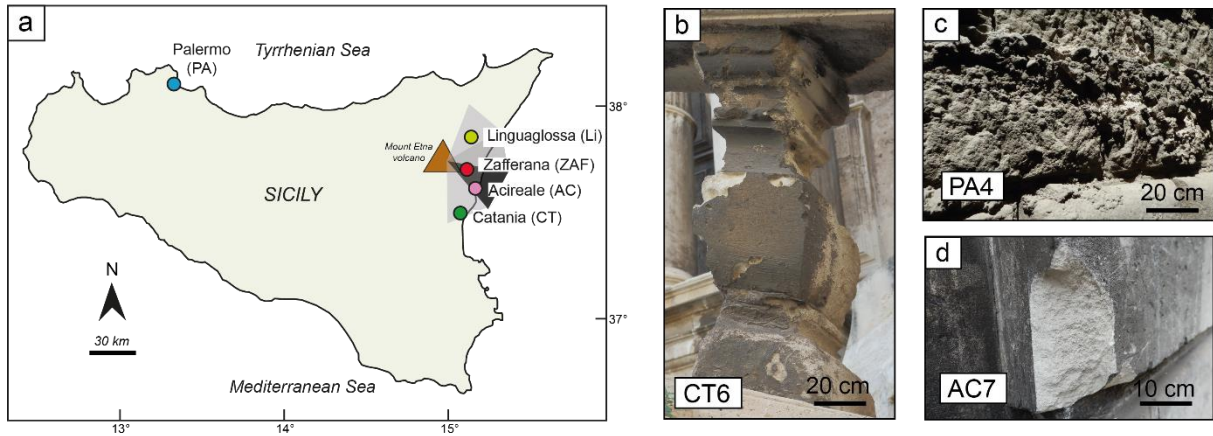 a
Palermo
(PA)
Tyrrhenian Sea
38°
Linguaglossa (Li)
Mount Etna
volcano
Zafferana (ZAF)
SICILY
Acireale (AC)
Catania (CT)
N
30 km
37°
Mediterranean Sea
13°
14°
15°
b
CT6
20 cm
c
PA4
20 cm
d
AC7
10 cm